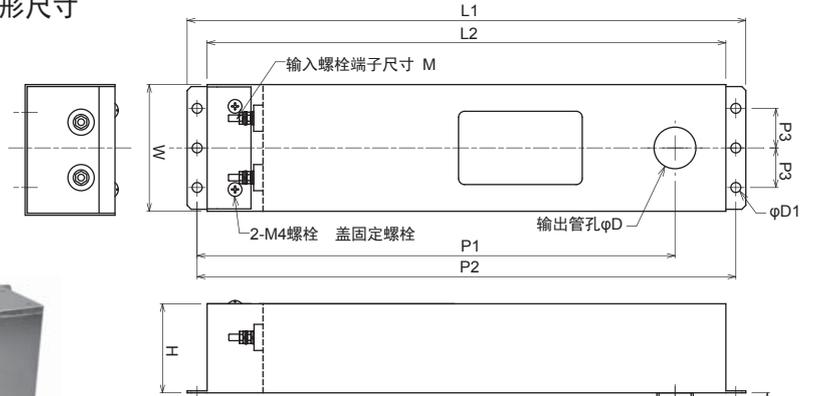 形尺寸
L1
L2
输入螺栓端子尺寸 M
W
P3
P3
φD1
输出管孔φD
2-M4螺栓 盖固定螺栓
P1
P2
H